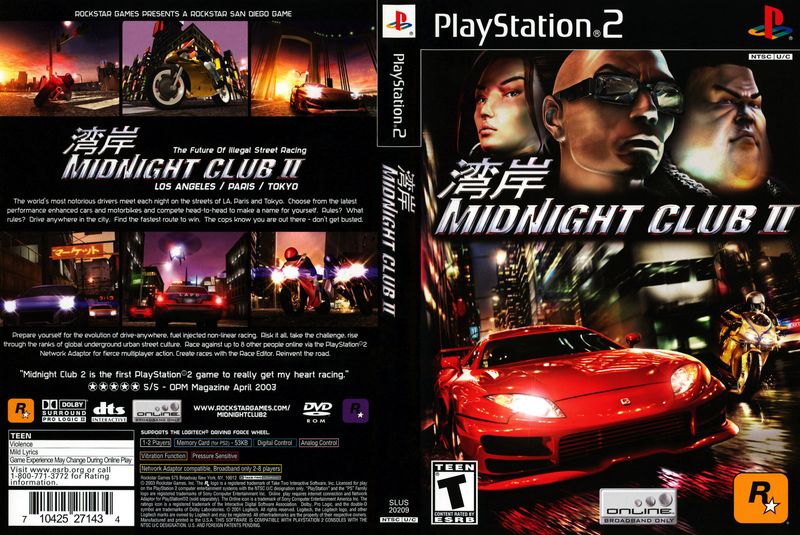 ROCKSTAR GAMES PRESENTS A ROCKSTAR SAN DIEGO GAME
湾岸
The Future Of Illegal Street Racing
MIDNIGHT CLUB II
LOS ANGELES / PARIS / TOKYO
The world's most notorious drivers meet each night on the streets of LA, Paris and Tokyo. Choose from the latest
performance enhanced cars and motorbikes and compete head-to-head to make a name for yourself. Rules? What
rules? Drive anywhere in the city. Find the fastest route to win. The cops know you are out there - don't get busted.
マーケット
LAPD
Prepare yourself for the evolution of drive-anywhere, fuel injected non-linear racing. Risk it all, take the challenge, rise
through the ranks of global underground urban street culture. Race against up to 8 other people online via the PlayStation®2
Network Adaptor for fierce multiplayer action. Create races with the Race Editor. Reinvent the road.
"Midnight Club 2 is the first PlayStation®2 game to really get my heart racing."
★★★★★ 5/5 - OPM Magazine April 2003
R★
DOLBY
SURROUND
PRO LOGIC II
dts
INTERACTIVE
ONLINE
BROADBAND ONLY
WWW.ROCKSTARGAMES.COM/
MIDNIGHTCLUB2
DVD
ROM
R★
TEEN
Violence
Mild Lyrics
Game Experience May Change During Online Play
Visit www.esrb.org or call
1-800-771-3772 for Rating
Information.
7 10425 27143 4
SUPPORTS THE LOGITECH® DRIVING FORCE WHEEL.
1-2 Players
Memory Card (for PS2) - 53KB
Digital Control
Analog Control
Vibration Function
Pressure Sensitive
Network Adaptor compatible, Broadband only 2-8 players
PlayStation®2
湾岸
MIDNIGHT CLUB II
SLUS
20209
NTSC U/C
PlayStation®2
NTSC U/C
湾岸
MIDNIGHT CLUB II
TEEN
T
CONTENT RATED BY
ESRB
ONLINE
BROADBAND ONLY
R★